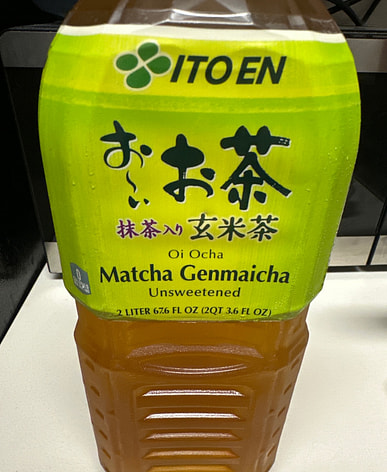 ITO EN
お〜いお茶
抹茶入り 玄米茶
Oi Ocha
Matcha Genmaicha
Unsweetened
0
2 LITER 67.6 FL OZ (2QT 3.6 FL OZ)